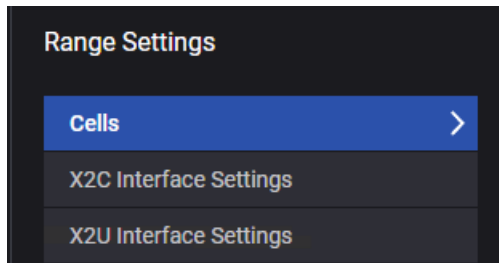 Range Settings
Cells
X2C Interface Settings
X2U Interface Settings